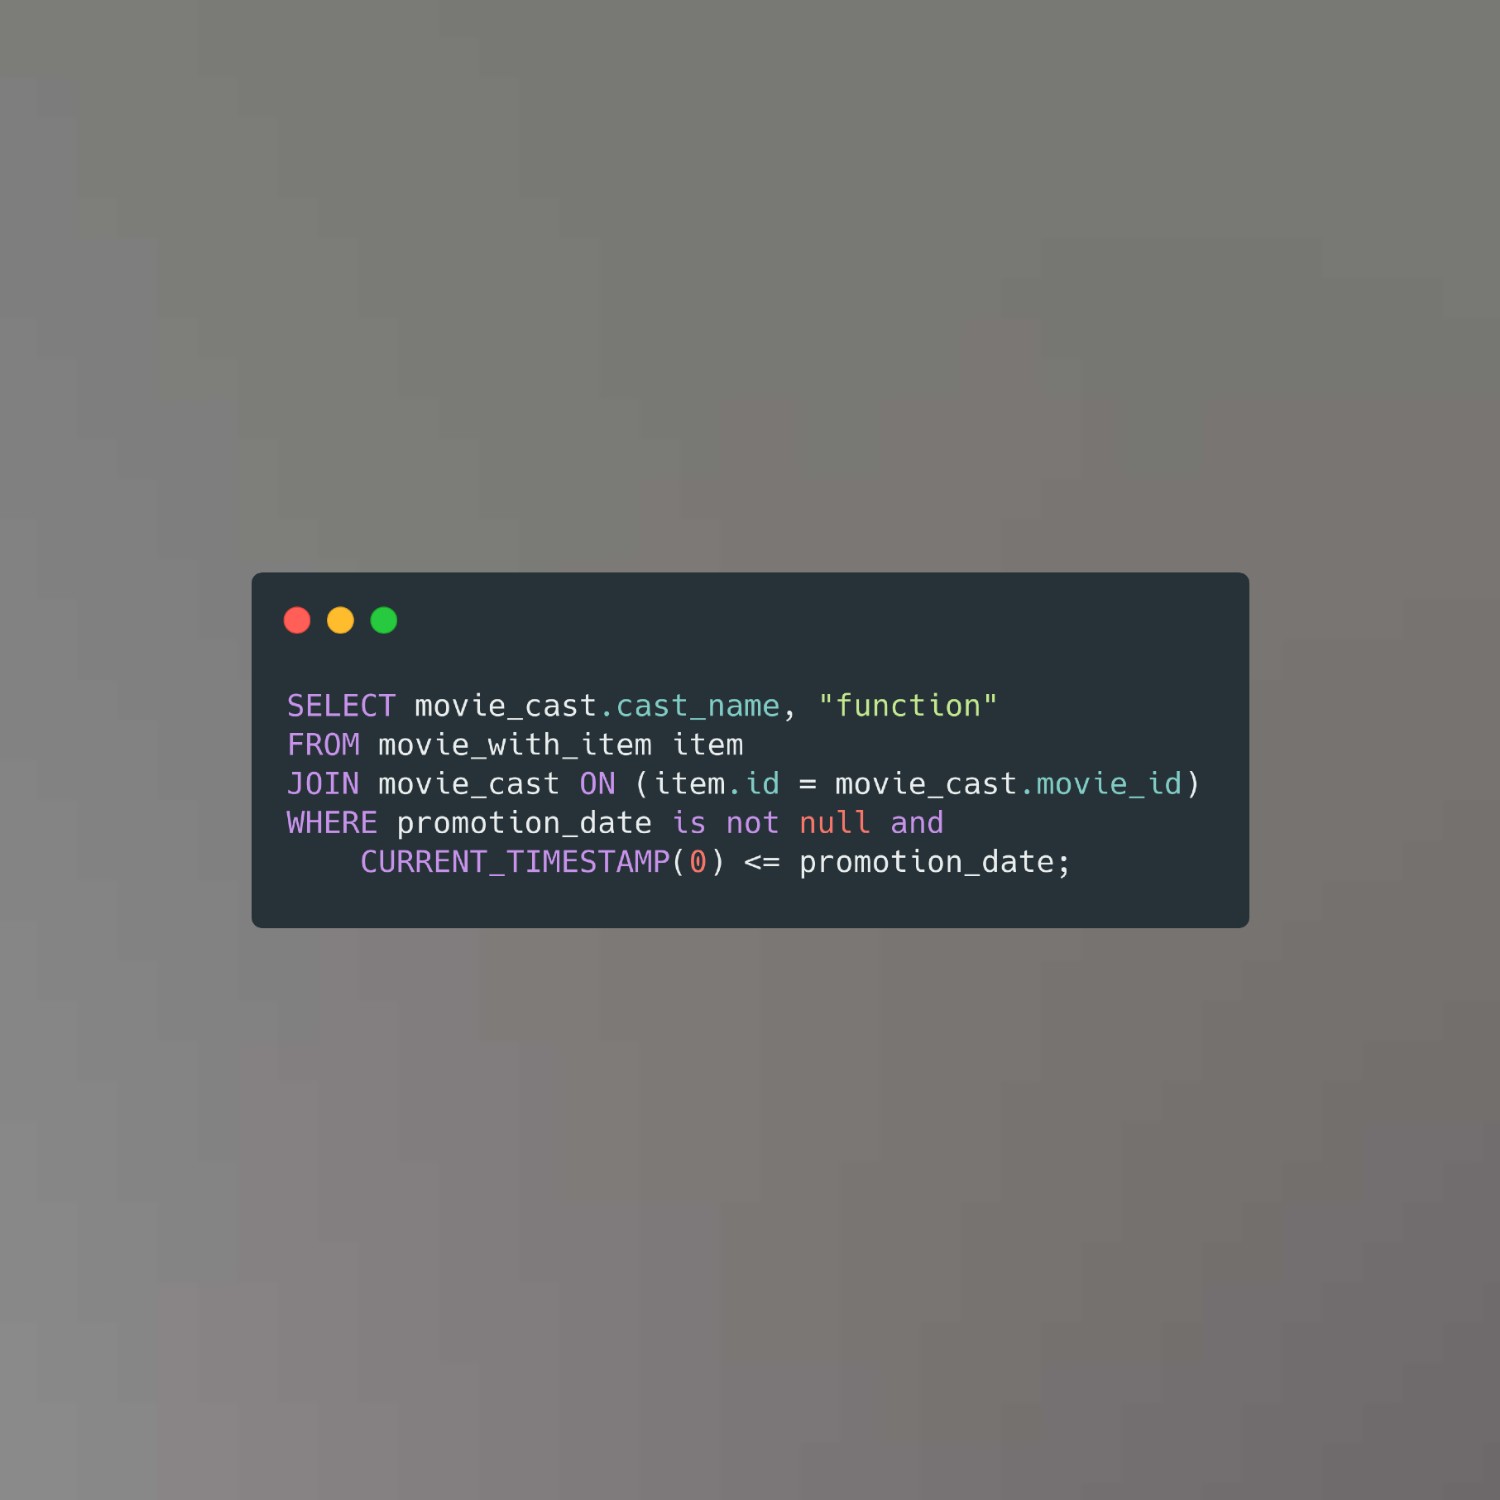 SELECT movie_cast.cast_name, "function"
FROM movie_with_item item
JOIN movie_cast ON (item.id = movie_cast.movie_id)
WHERE promotion_date is not null and
    CURRENT_TIMESTAMP(0) <= promotion_date;